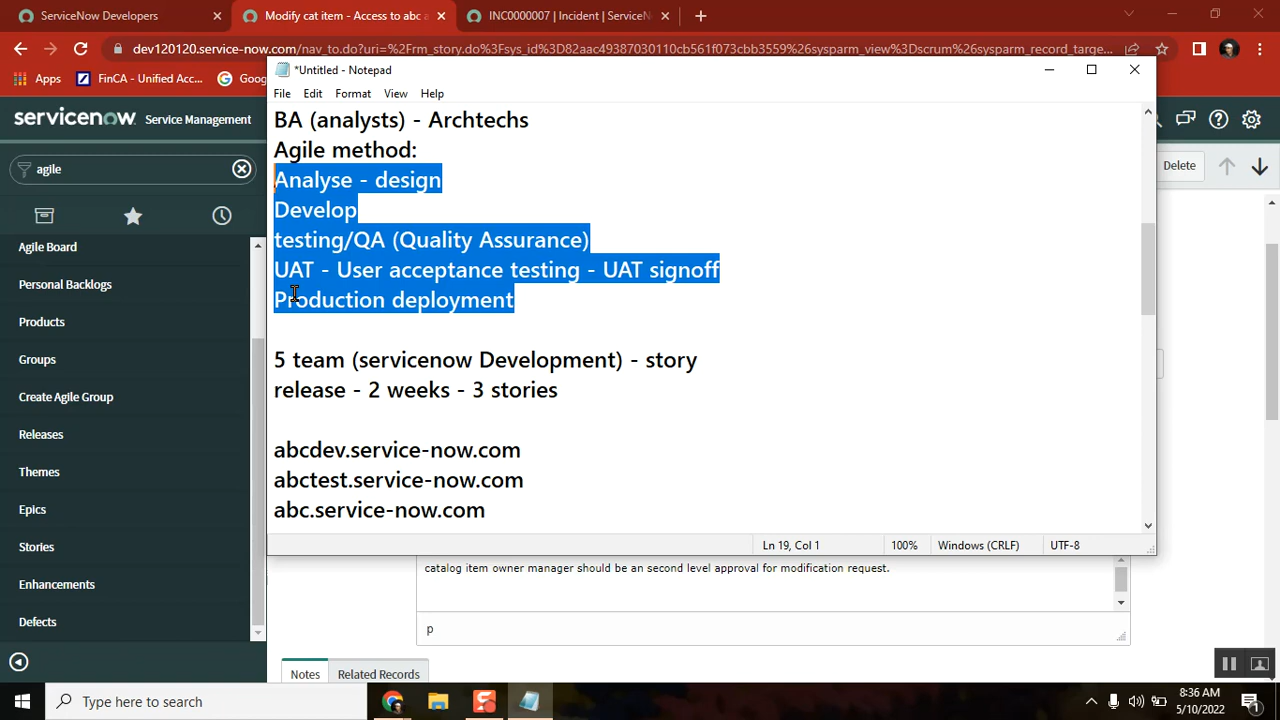 ServiceNow Developers
Modify cat item - Access to abc a
INC0000007 | Incident | ServiceN
dev120120.service-now.com/nav_to.do?uri=%2Frm_story.do%3Fsys_id%3D82aac49387030110cb561f073cbb3559%26sysparm_view%3Dscrum%26sysparm_record_targe...
Apps
FinCA - Unified Acc...
Goog
servicenow Service Management
agile
Agile Board
Personal Backlogs
Products
Groups
Create Agile Group
Releases
Themes
Epics
Stories
Enhancements
Defects
*Untitled - Notepad
File Edit Format View Help
BA (analysts) - Archtechs
Agile method:
Analyse - design
Develop
testing/QA (Quality Assurance)
UAT - User acceptance testing - UAT signoff
Production deployment
5 team (servicenow Development) - story
release - 2 weeks - 3 stories
abcdev.service-now.com
abctest.service-now.com
abc.service-now.com
Ln 19, Col 1 100% Windows (CRLF) UTF-8
Delete
catalog item owner manager should be an second level approval for modification request.
p
Notes Related Records
Type here to search
8:36 AM
5/10/2022
1